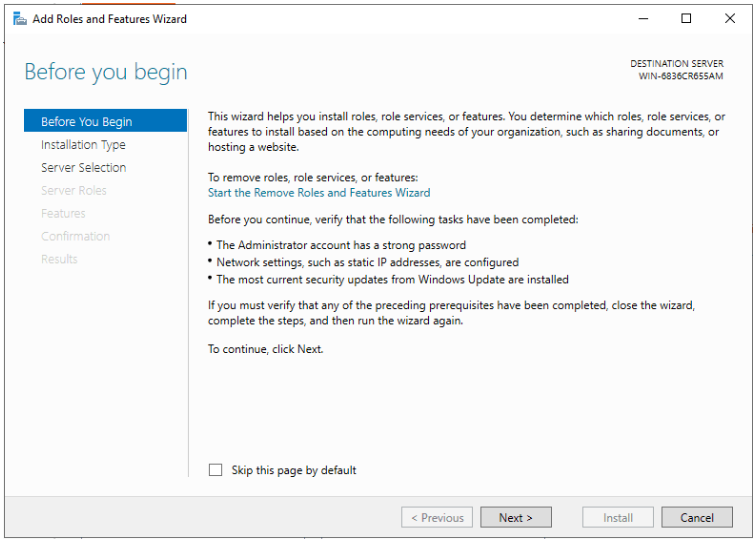 Add Roles and Features Wizard
Before you begin
DESTINATION SERVER
WIN-6836CR655AM
Before You Begin
Installation Type
Server Selection
Server Roles
Features
Confirmation
Results
This wizard helps you install roles, role services, or features. You determine which roles, role services, or
features to install based on the computing needs of your organization, such as sharing documents, or
hosting a website.
To remove roles, role services, or features:
Start the Remove Roles and Features Wizard
Before you continue, verify that the following tasks have been completed:
• The Administrator account has a strong password
• Network settings, such as static IP addresses, are configured
• The most current security updates from Windows Update are installed
If you must verify that any of the preceding prerequisites have been completed, close the wizard,
complete the steps, and then run the wizard again.
To continue, click Next.
Skip this page by default
< Previous
Next >
Install
Cancel